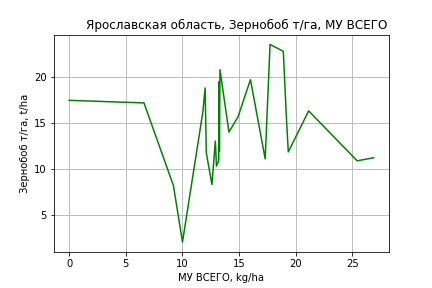 Ярославская область, Зернобоб т/га, МУ ВСЕГО
Зернобоб т/га, t/ha
20
15
10
5
0 5 10 15 20 25
МУ ВСЕГО, kg/ha